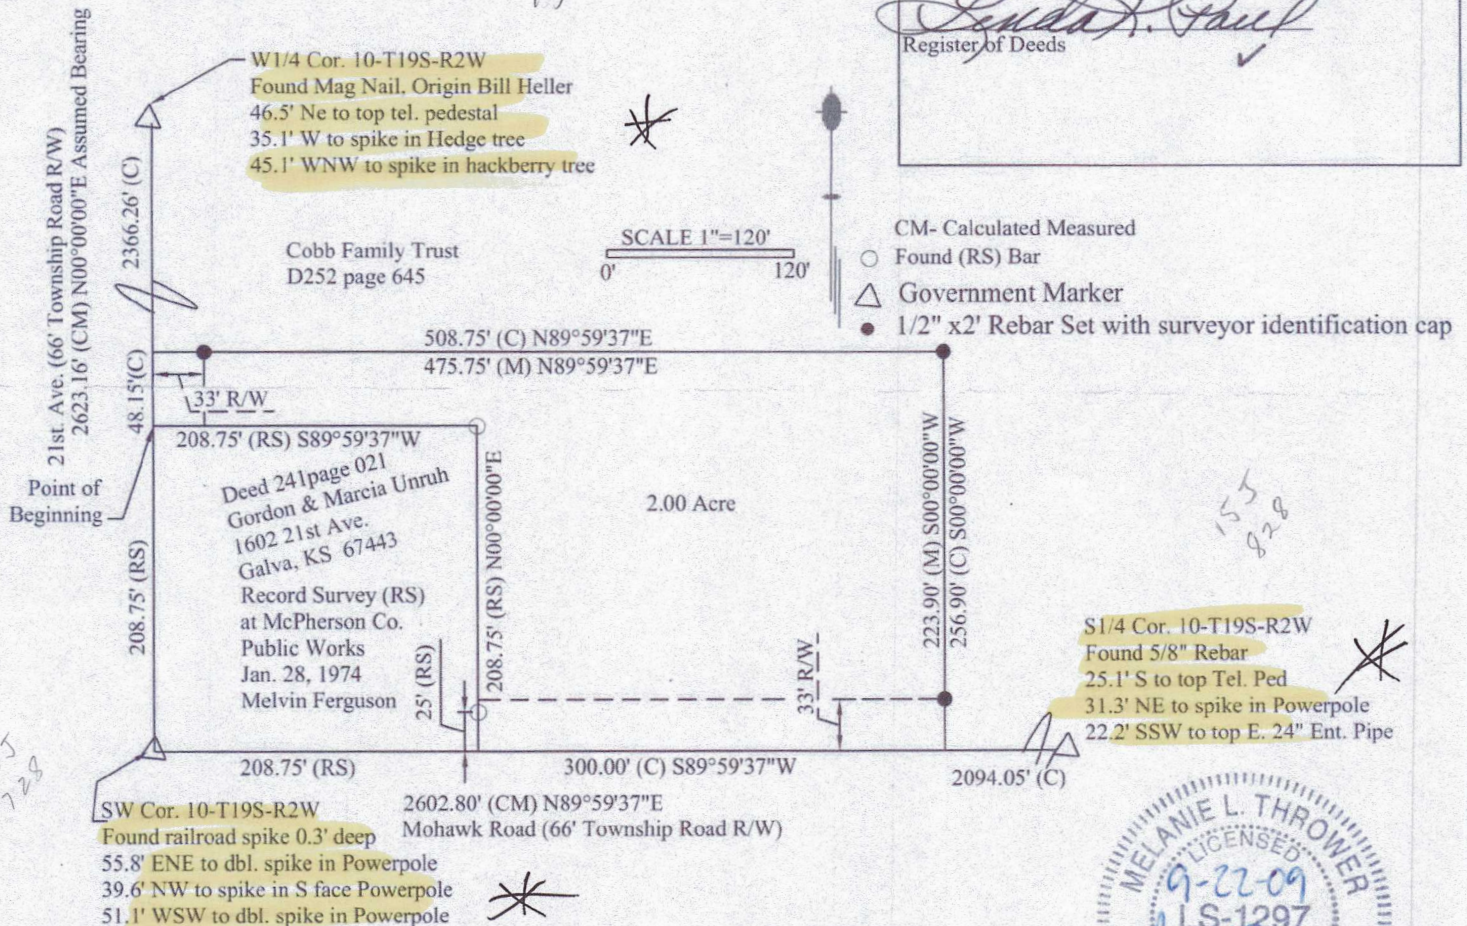 Linda K. Paul
Register of Deeds
W1/4 Cor. 10-T19S-R2W
Found Mag Nail, Origin Bill Heller
46.5' Ne to top tel. pedestal
35.1' W to spike in Hedge tree
45.1' WNW to spike in hackberry tree
21st. Ave. (66' Township Road R/W)
2623.16' (CM) N00°00'00"E Assumed Bearing
2366.26' (C)
Cobb Family Trust
D252 page 645
SCALE 1"=120'
0' 120'
CM- Calculated Measured
Found (RS) Bar
Government Marker
1/2" x2' Rebar Set with surveyor identification cap
508.75' (C) N89°59'37"E
475.75' (M) N89°59'37"E
48.15'(C)
33' R/W
208.75' (RS) S89°59'37"W
Point of
Beginning
Deed 241page 021
Gordon & Marcia Unruh
1602 21st Ave.
Galva, KS 67443
Record Survey (RS)
at McPherson Co.
Public Works
Jan. 28, 1974
Melvin Ferguson
208.75' (RS)
25' (RS)
208.75' (RS) N00°00'00"E
2.00 Acre
33' R/W
223.90' (M) S00°00'00"W
256.90' (C) S00°00'00"W
15J
828
S1/4 Cor. 10-T19S-R2W
Found 5/8" Rebar
25.1' S to top Tel. Ped
31.3' NE to spike in Powerpole
22.2' SSW to top E. 24" Ent. Pipe
208.75' (RS)
300.00' (C) S89°59'37"W
2094.05' (C)
2602.80' (CM) N89°59'37"E
Mohawk Road (66' Township Road R/W)
J
728
SW Cor. 10-T19S-R2W
Found railroad spike 0.3' deep
55.8' ENE to dbl. spike in Powerpole
39.6' NW to spike in S face Powerpole
51.1' WSW to dbl. spike in Powerpole
MELANIE L. THROWER
LICENSED
9-22-09
LS-1297